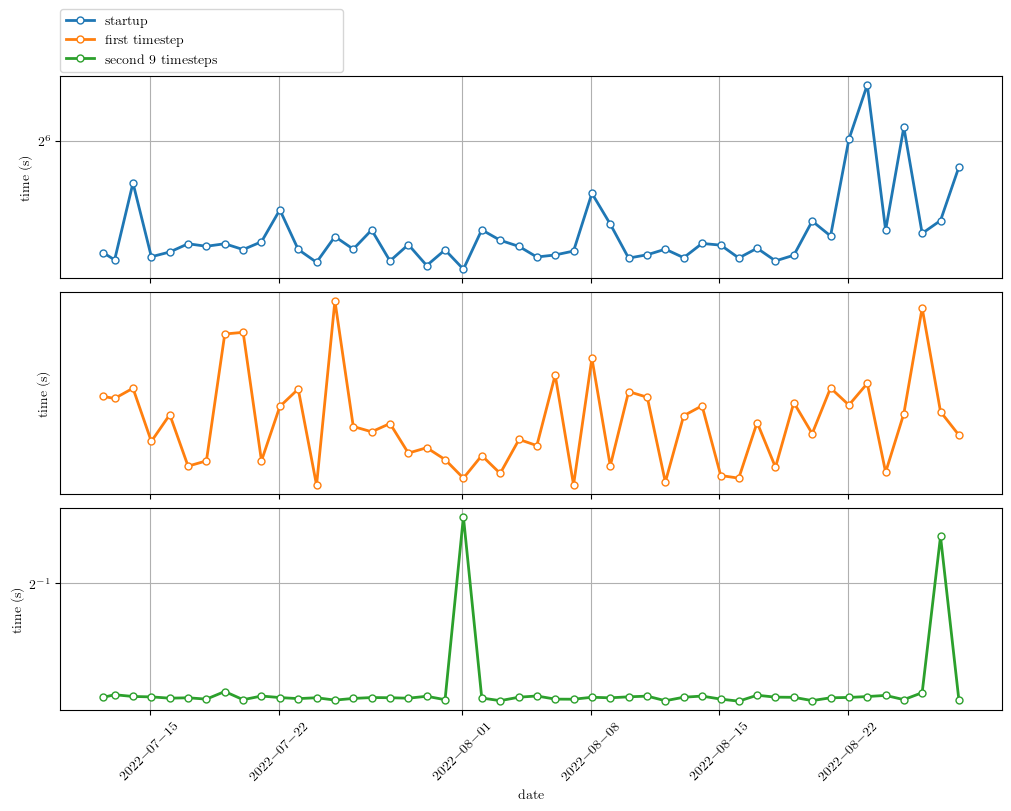 startup
first timestep
second 9 timesteps
2^6
time (s)
time (s)
2^-1
time (s)
2022-07-15
2022-07-22
2022-08-01
2022-08-08
2022-08-15
2022-08-22
date